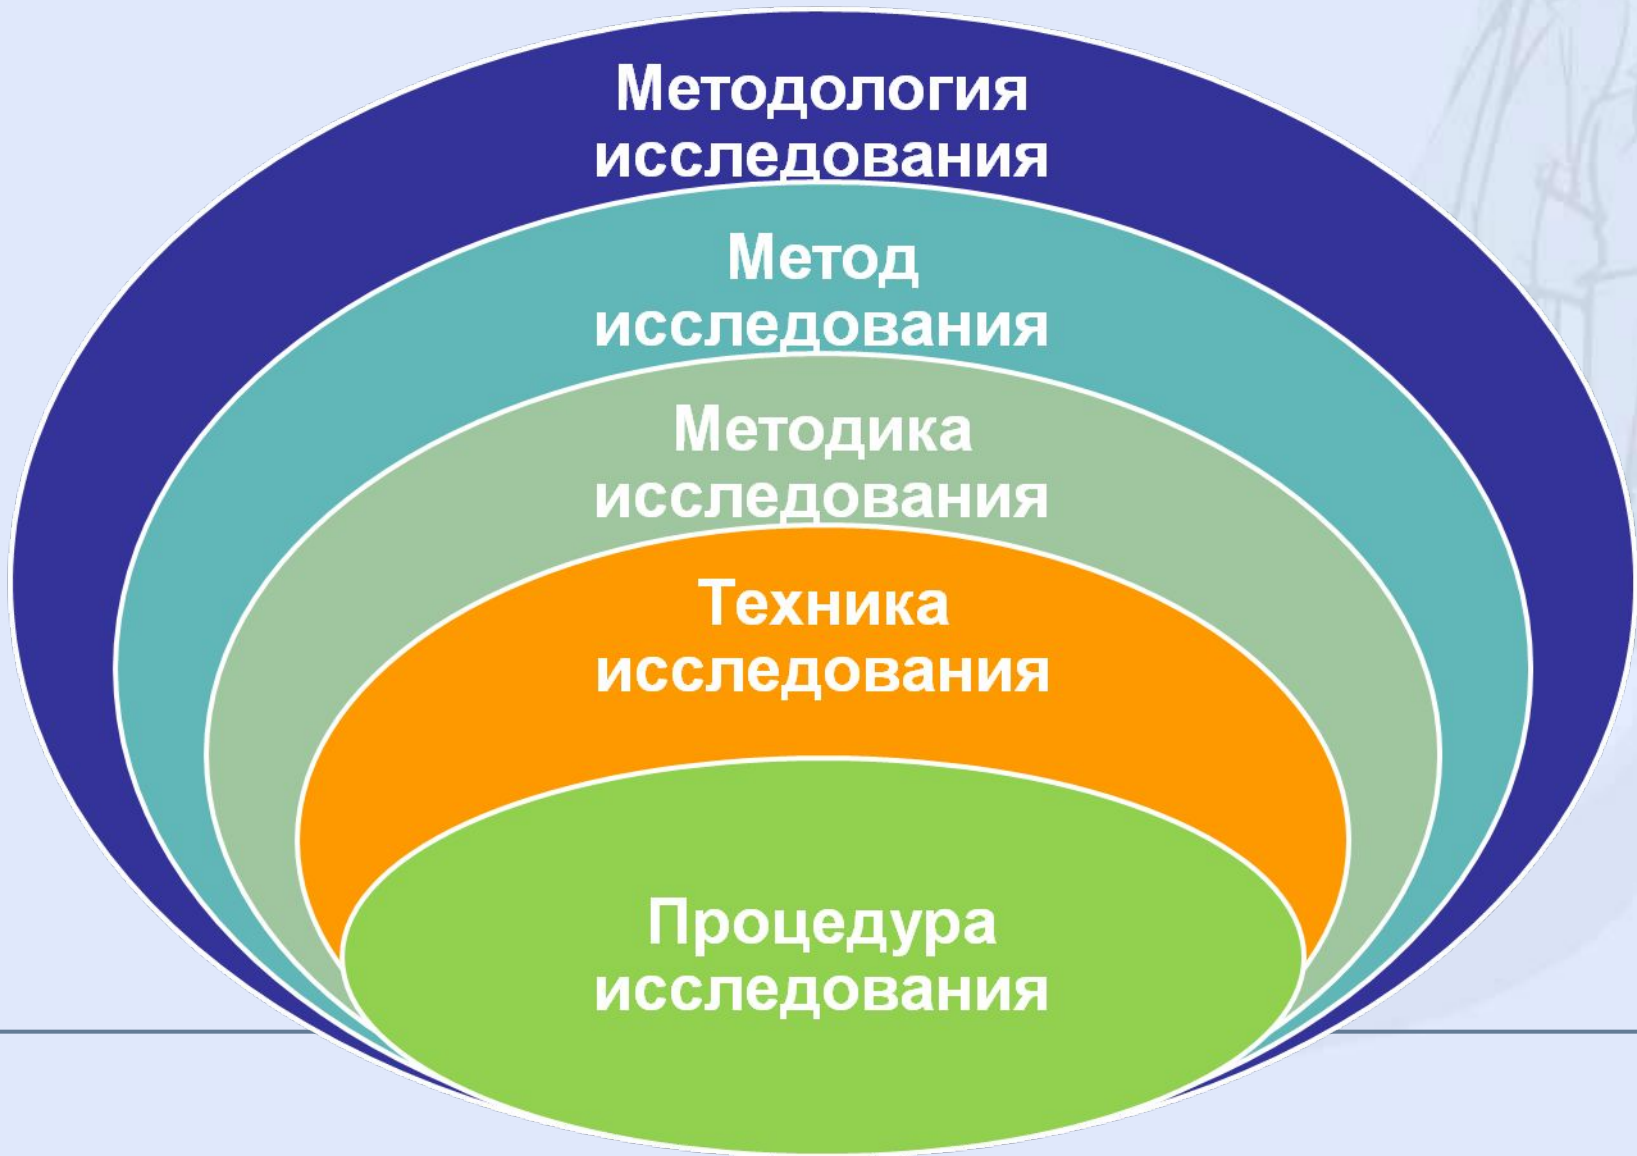 Методология
исследования
Метод
исследования
Методика
исследования
Техника
исследования
Процедура
исследования